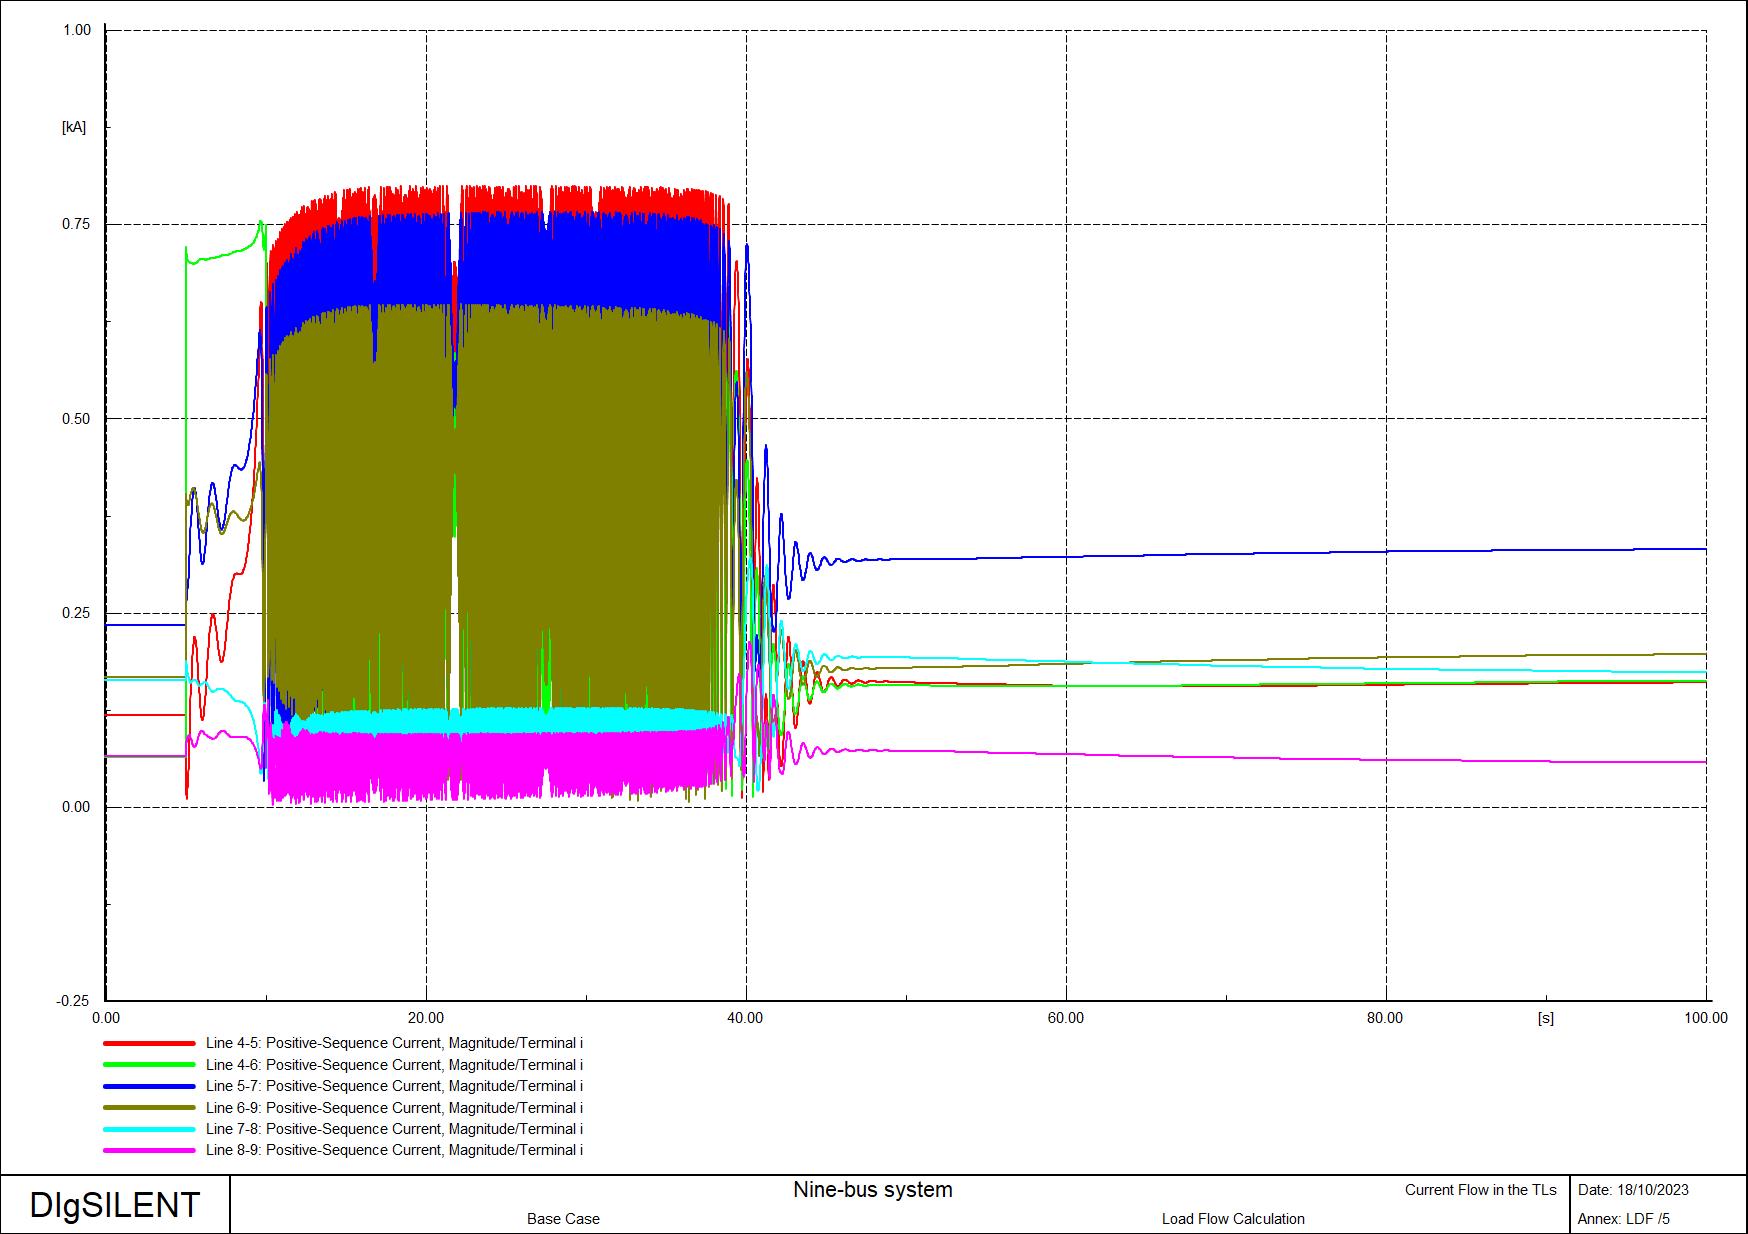 1.00
[kA]
0.75
0.50
0.25
0.00
-0.25
0.00
20.00
40.00
60.00
80.00
[s]
100.00
Line 4-5: Positive-Sequence Current, Magnitude/Terminal i
Line 4-6: Positive-Sequence Current, Magnitude/Terminal i
Line 5-7: Positive-Sequence Current, Magnitude/Terminal i
Line 6-9: Positive-Sequence Current, Magnitude/Terminal i
Line 7-8: Positive-Sequence Current, Magnitude/Terminal i
Line 8-9: Positive-Sequence Current, Magnitude/Terminal i
DIgSILENT
Nine-bus system
Base Case
Current Flow in the TLs
Load Flow Calculation
Date: 18/10/2023
Annex: LDF /5